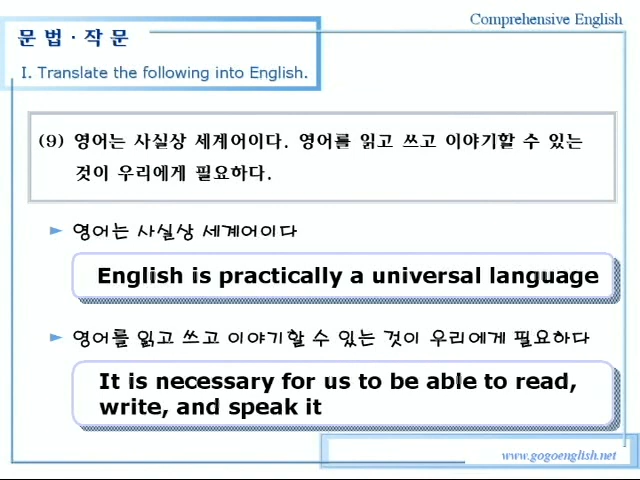 Comprehensive English
문 법 · 작 문
I. Translate the following into English.
(9) 영어는 사실상 세계어이다. 영어를 읽고 쓰고 이야기할 수 있는
것이 우리에게 필요하다.
► 영어는 사실상 세계어이다
English is practically a universal language
► 영어를 읽고 쓰고 이야기할 수 있는 것이 우리에게 필요하다
It is necessary for us to be able to read,
write, and speak it
www.gogoenglish.net